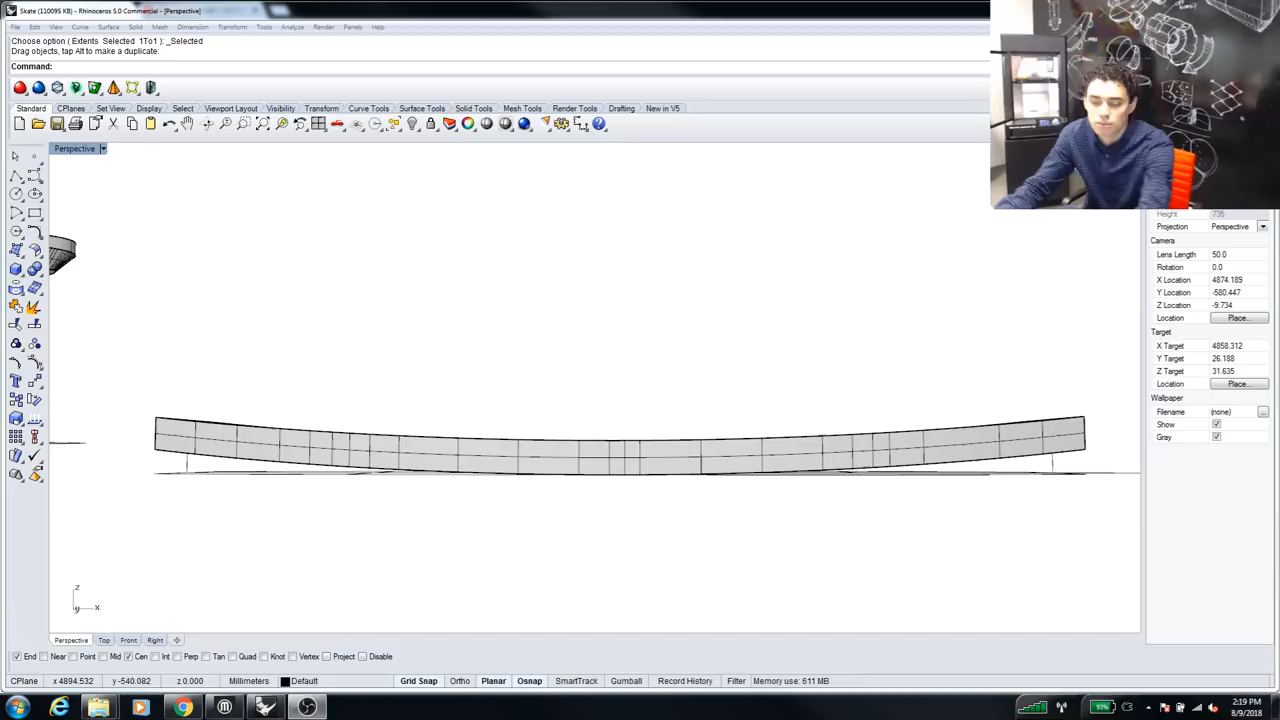 Skate (110095 KB) - Rhinoceros 5.0 Commercial - [Perspective]
File Edit View Curve Surface Solid Mesh Dimension Transform Tools Analyze Render Panels Help
Choose option ( Extents Selected 1To1 ): _Selected
Drag objects, tap Alt to make a duplicate:
Command:
Standard CPlanes Set View Display Select Viewport Layout Visibility Transform Curve Tools Surface Tools Solid Tools Mesh Tools Render Tools Drafting New in V5
Perspective
Height 735
Projection Perspective
Camera
Lens Length 50.0
Rotation 0.0
X Location 4874.189
Y Location -580.447
Z Location -9.734
Location Place...
Target
X Target 4858.312
Y Target 26.188
Z Target 31.635
Location Place...
Wallpaper
Filename (none) ...
Show
Gray
z
y x
Perspective Top Front Right
End Near Point Mid Cen Int Perp Tan Quad Knot Vertex Project Disable
CPlane x 4894.532 y -540.082 z 0.000 Millimeters Default Grid Snap Ortho Planar Osnap SmartTrack Gumball Record History Filter Memory use: 611 MB
93% 2:19 PM
8/9/2018